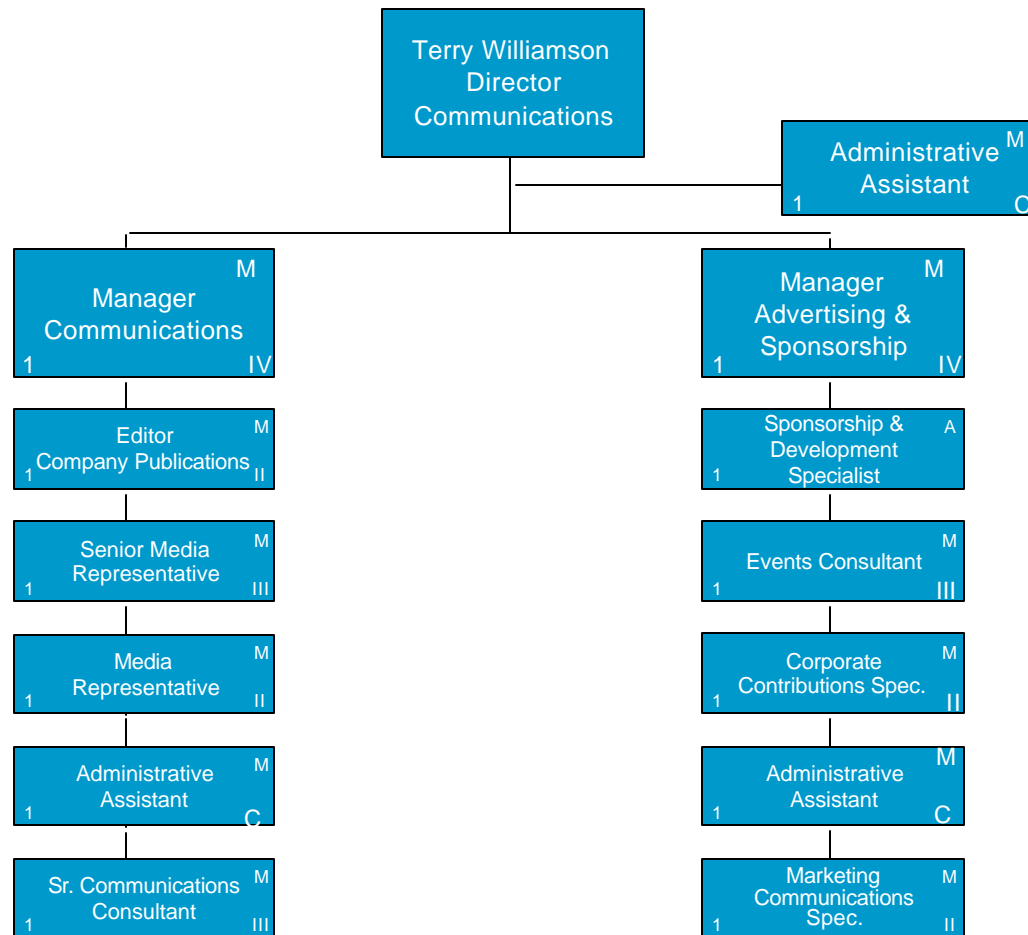 Terry Williamson
Director
Communications
M
Administrative
Assistant
1
C
M
Manager
Communications
1
IV
M
Manager
Advertising &
Sponsorship
1
IV
M
Editor
Company Publications
1
II
A
Sponsorship &
Development
Specialist
1
M
Senior Media
Representative
1
III
M
Events Consultant
1
III
M
Media
Representative
1
II
M
Corporate
Contributions Spec.
1
II
M
Administrative
Assistant
1
C
M
Administrative
Assistant
1
C
M
Sr. Communications
Consultant
1
III
M
Marketing
Communications
Spec.
1
II